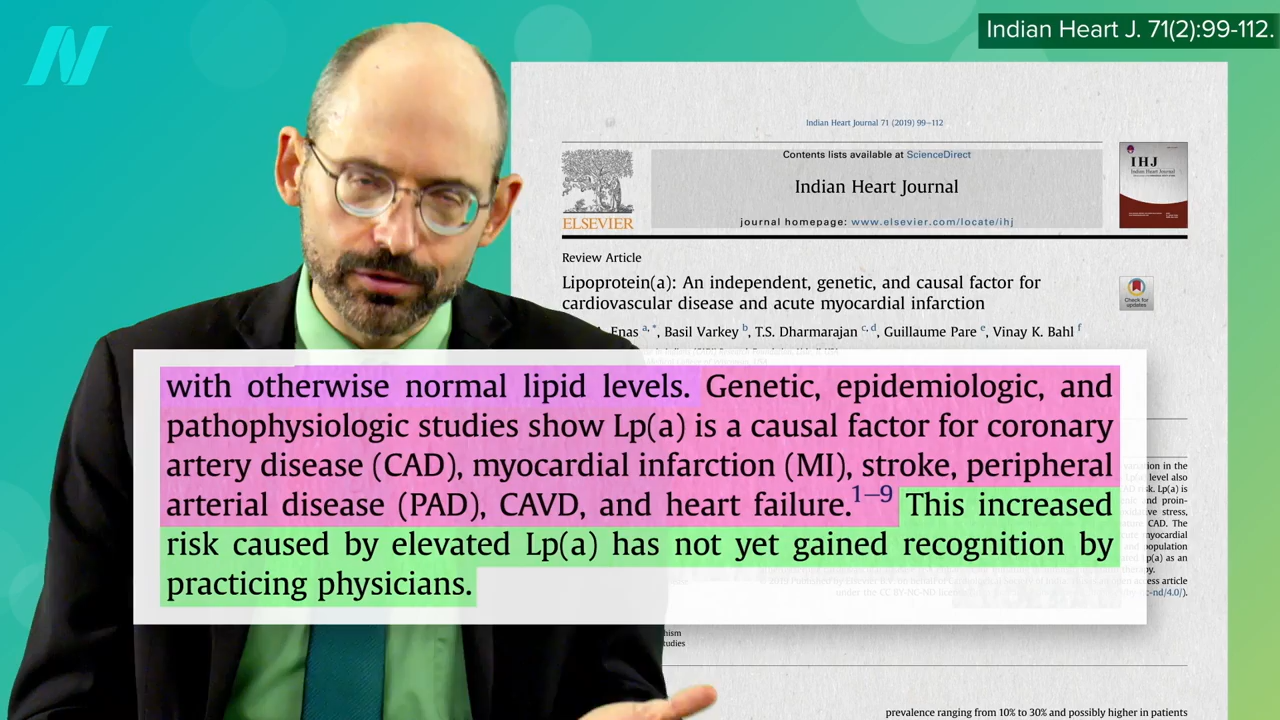 Indian Heart J. 71(2):99-112.
Indian Heart Journal 71 (2019) 99–112
Contents lists available at ScienceDirect
Indian Heart Journal
journal homepage: www.elsevier.com/locate/ihj
ELSEVIER
IHJ
Indian Heart Journal
Review Article
Lipoprotein(a): An independent, genetic, and causal factor for
cardiovascular disease and acute myocardial infarction
Check for
updates
Enas a,*, Basil Varkey b, T.S. Dharmarajan c,d, Guillaume Pare e, Vinay K. Bahl f
with otherwise normal lipid levels. Genetic, epidemiologic, and
pathophysiologic studies show Lp(a) is a causal factor for coronary
artery disease (CAD), myocardial infarction (MI), stroke, peripheral
arterial disease (PAD), CAVD, and heart failure.1–9 This increased
risk caused by elevated Lp(a) has not yet gained recognition by
practicing physicians.
prevalence ranging from 10% to 30% and possibly higher in patients